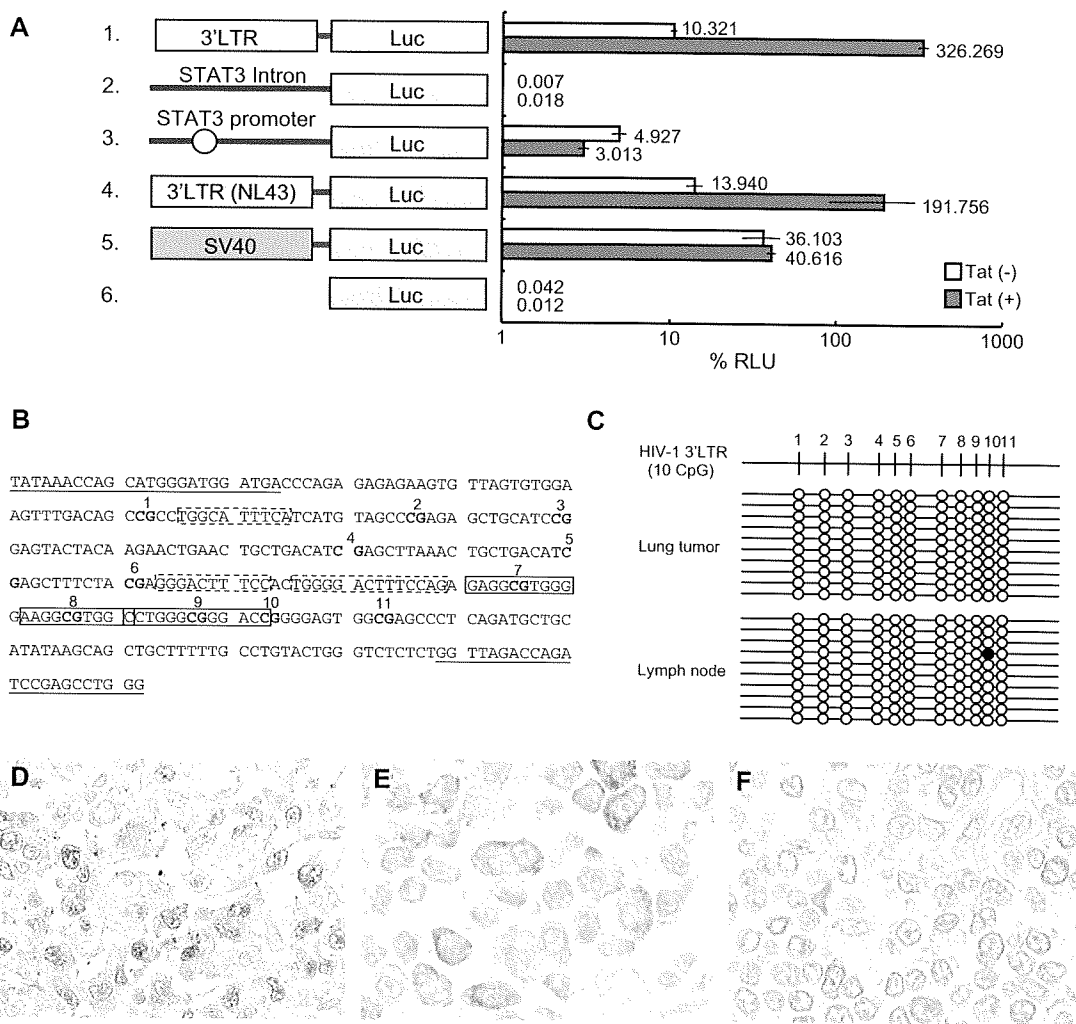 A
1. 3'LTR Luc 10.321
326.269
2. STAT3 Intron Luc 0.007
0.018
3. STAT3 promoter Luc 4.927
3.013
4. 3'LTR (NL43) Luc 13.940
191.756
5. SV40 Luc 36.103
40.616
6. Luc 0.042
0.012
Tat (-)
Tat (+)
1 10 100 1000
% RLU
B
TATAAACCAG CATGGGATGG ATGACCCAGA GAGAGAAGTG TTAGTGTGGA
1 2 3
AGTTTGACAG CCGCCTGGCA TTTCATCATG TAGCCCGAGA GCTGCATCCG
4 5
GAGTACTACA AGAACTGAAC TGCTGACATC GAGCTTAAAC TGCTGACATC
6 7
GAGCTTTCTA CGAGGGACTT TCCACTGGGG ACTTTCCAGA GAGGCGTGGG
8 9 10 11
GAAGGCGTGG CCTGGGCGGG ACCGGGGAGT GGCGAGCCCT CAGATGCTGC
ATATAAGCAG CTGCTTTTTG CCTGTACTGG GTCTCTCTGG TTAGACCAGA
TCCGAGCCTG GG
C
1 2 3 4 5 6 7 8 9 10 11
HIV-1 3'LTR
(10 CpG)
Lung tumor
Lymph node
D
E
F